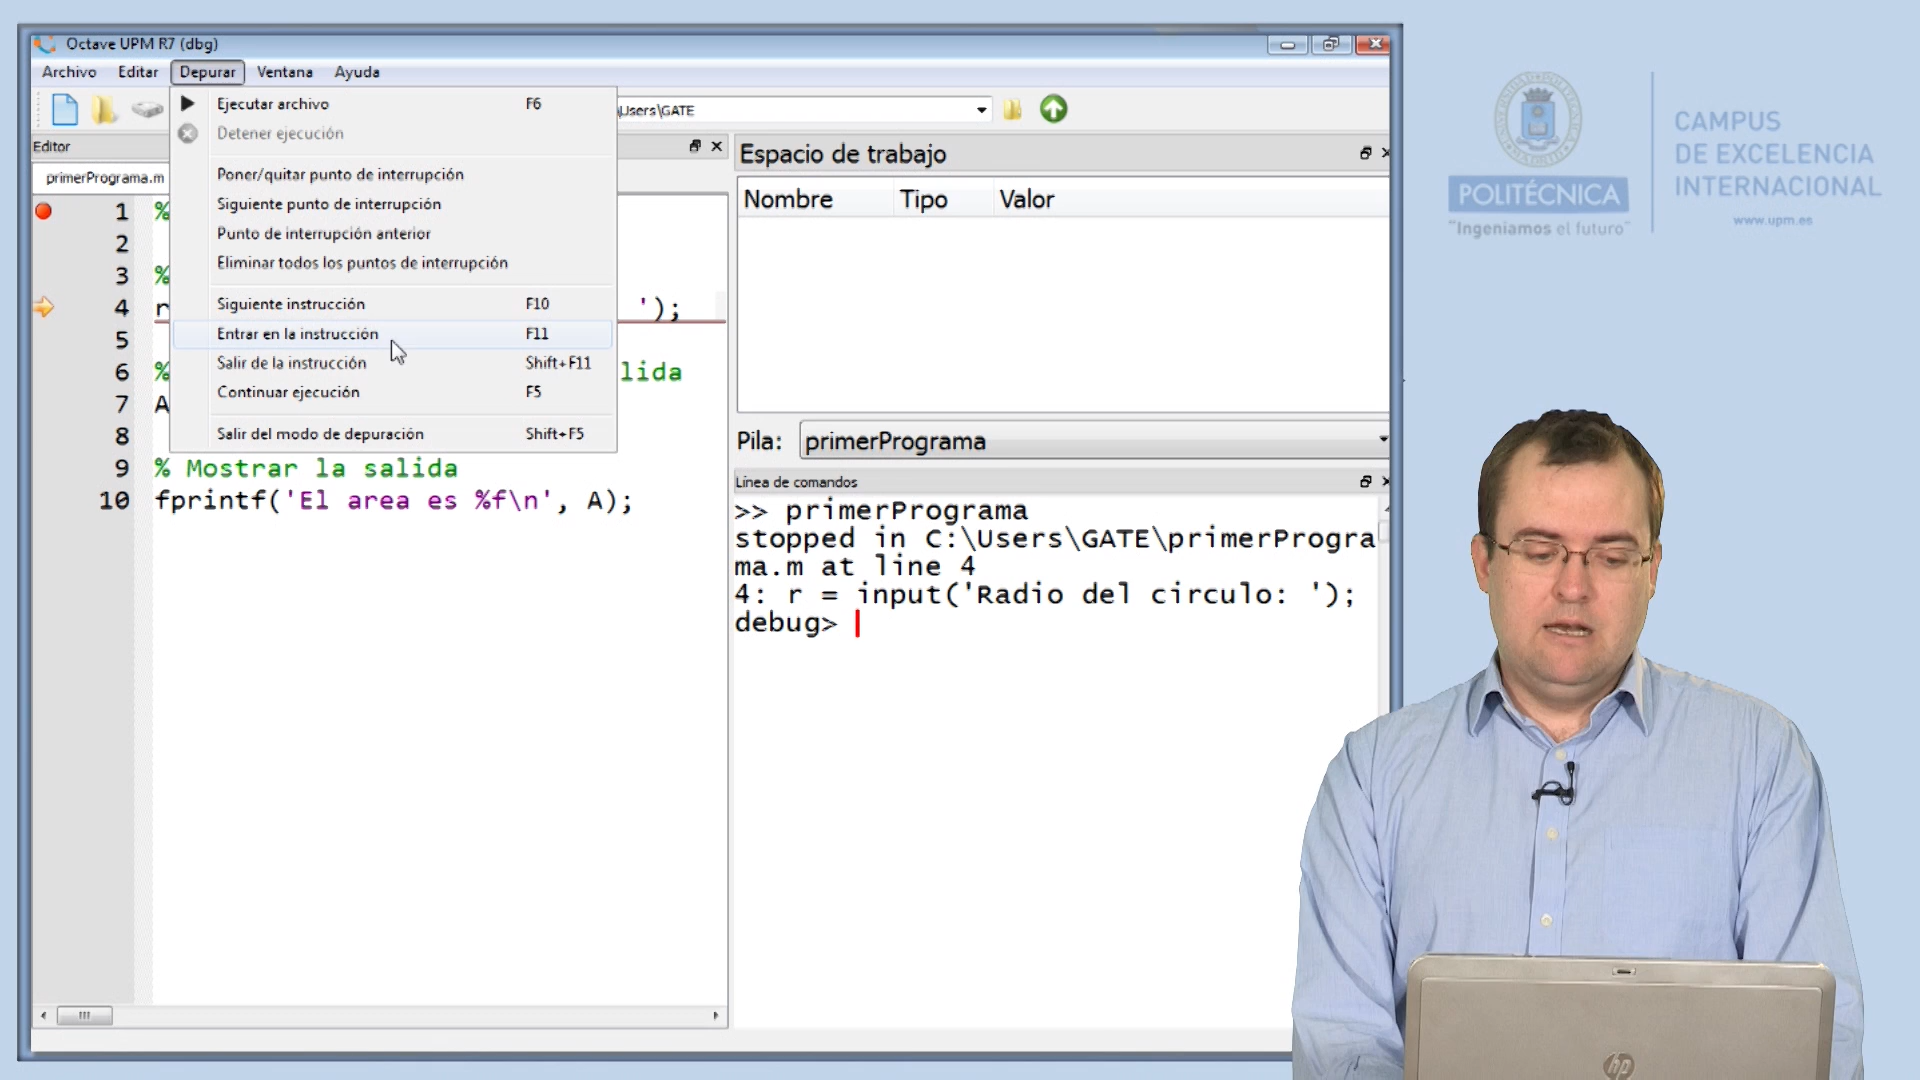 Octave UPM R7 (dbg)
Archivo Editar Depurar Ventana Ayuda
Ejecutar archivo F6
Detener ejecución
Poner/quitar punto de interrupción
Siguiente punto de interrupción
Punto de interrupción anterior
Eliminar todos los puntos de interrupción
Siguiente instrucción F10
Entrar en la instrucción F11
Salir de la instrucción Shift+F11
Continuar ejecución F5
Salir del modo de depuración Shift+F5
\Users\GATE
Editor
primerPrograma.m
1 %
2
3 %
4 r ');
5
6 % lida
7 A
8
9 % Mostrar la salida
10 fprintf('El area es %f\n', A);
Espacio de trabajo
Nombre Tipo Valor
Pila: primerPrograma
Línea de comandos
>> primerPrograma
stopped in C:\Users\GATE\primerProgra
ma.m at line 4
4: r = input('Radio del circulo: ');
debug>
POLITÉCNICA
"Ingeniamos el futuro"
CAMPUS
DE EXCELENCIA
INTERNACIONAL
www.upm.es
hp